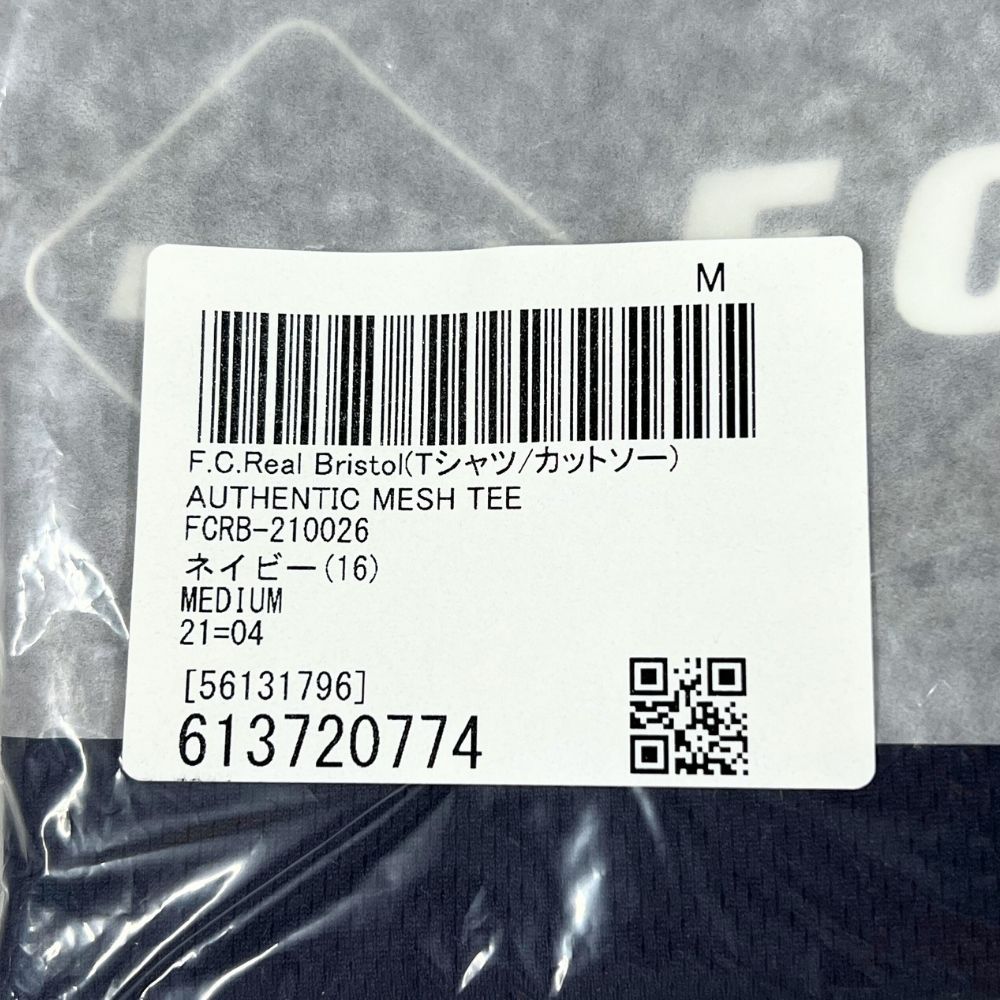 FC
M
F.C.Real Bristol(Tシャツ/カットソー)
AUTHENTIC MESH TEE
FCRB-210026
ネイビー(16)
MEDIUM
21=04
[56131796]
613720774